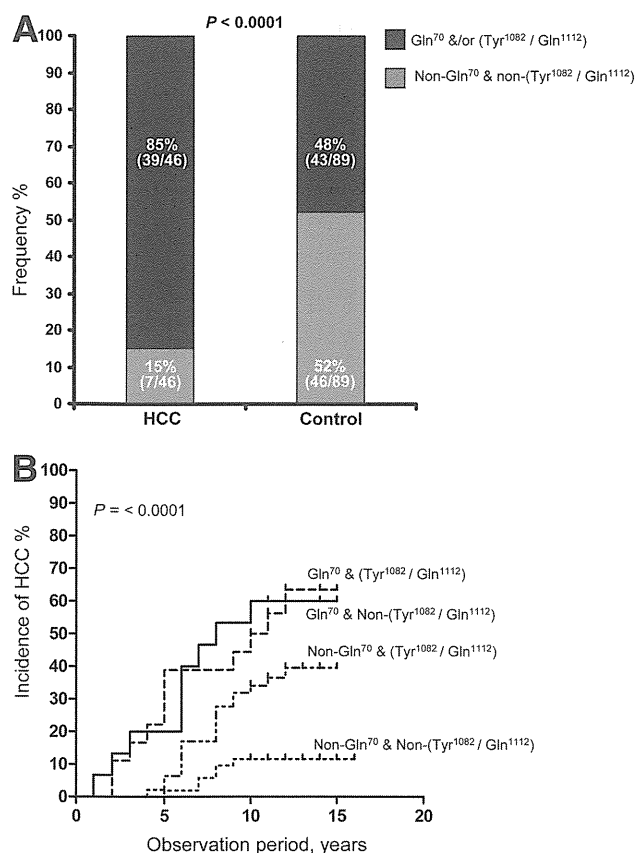 A
P < 0.0001
Gln⁷⁰ &/or (Tyr¹⁰⁸² / Gln¹¹¹²)
Non-Gln⁷⁰ & non-(Tyr¹⁰⁸² / Gln¹¹¹²)
Frequency %
100
90
80
70
60
50
40
30
20
10
0
85%
(39/46)
15%
(7/46)
48%
(43/89)
52%
(46/89)
HCC
Control
B
P = < 0.0001
Incidence of HCC %
100
90
80
70
60
50
40
30
20
10
0
Gln⁷⁰ & (Tyr¹⁰⁸² / Gln¹¹¹²)
Gln⁷⁰ & Non-(Tyr¹⁰⁸² / Gln¹¹¹²)
Non-Gln⁷⁰ & (Tyr¹⁰⁸² / Gln¹¹¹²)
Non-Gln⁷⁰ & Non-(Tyr¹⁰⁸² / Gln¹¹¹²)
0
5
10
15
20
Observation period, years